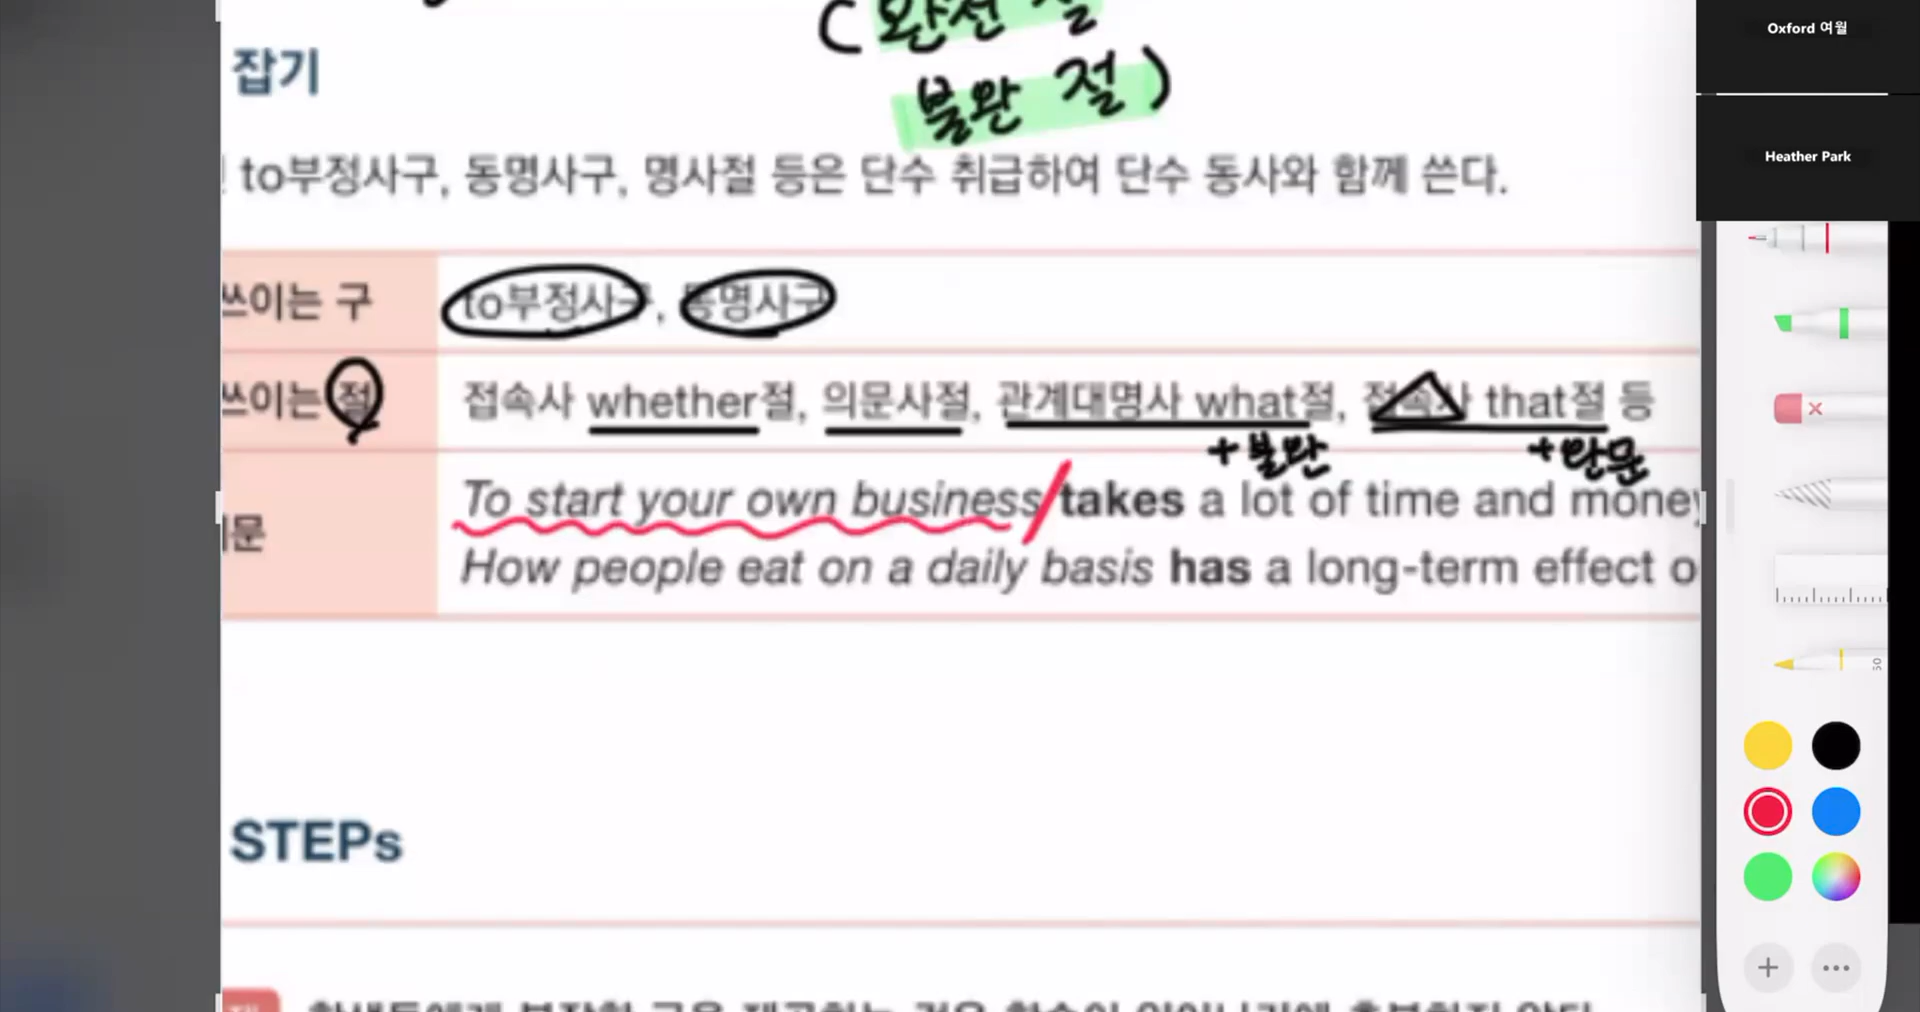 (완전 절
불완 절)
잡기
to부정사구, 동명사구, 명사절 등은 단수 취급하여 단수 동사와 함께 쓴다.
쓰이는 구
to부정사구, 동명사구
쓰이는 절
접속사 whether절, 의문사절, 관계대명사 what절, 접속사 that절 등
+불완
+완문
문
To start your own business / takes a lot of time and money
How people eat on a daily basis has a long-term effect o
STEPs
Oxford 여월
Heather Park
50